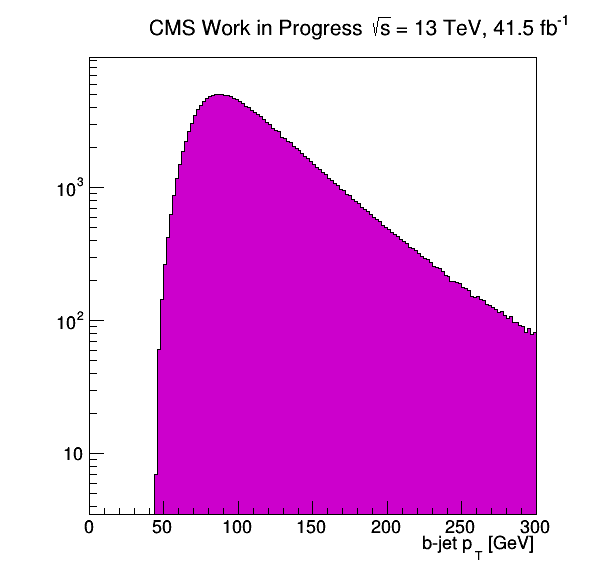 CMS Work in Progress √s = 13 TeV, 41.5 fb⁻¹
10³
10²
10
0 50 100 150 200 250 300
b-jet p_T [GeV]